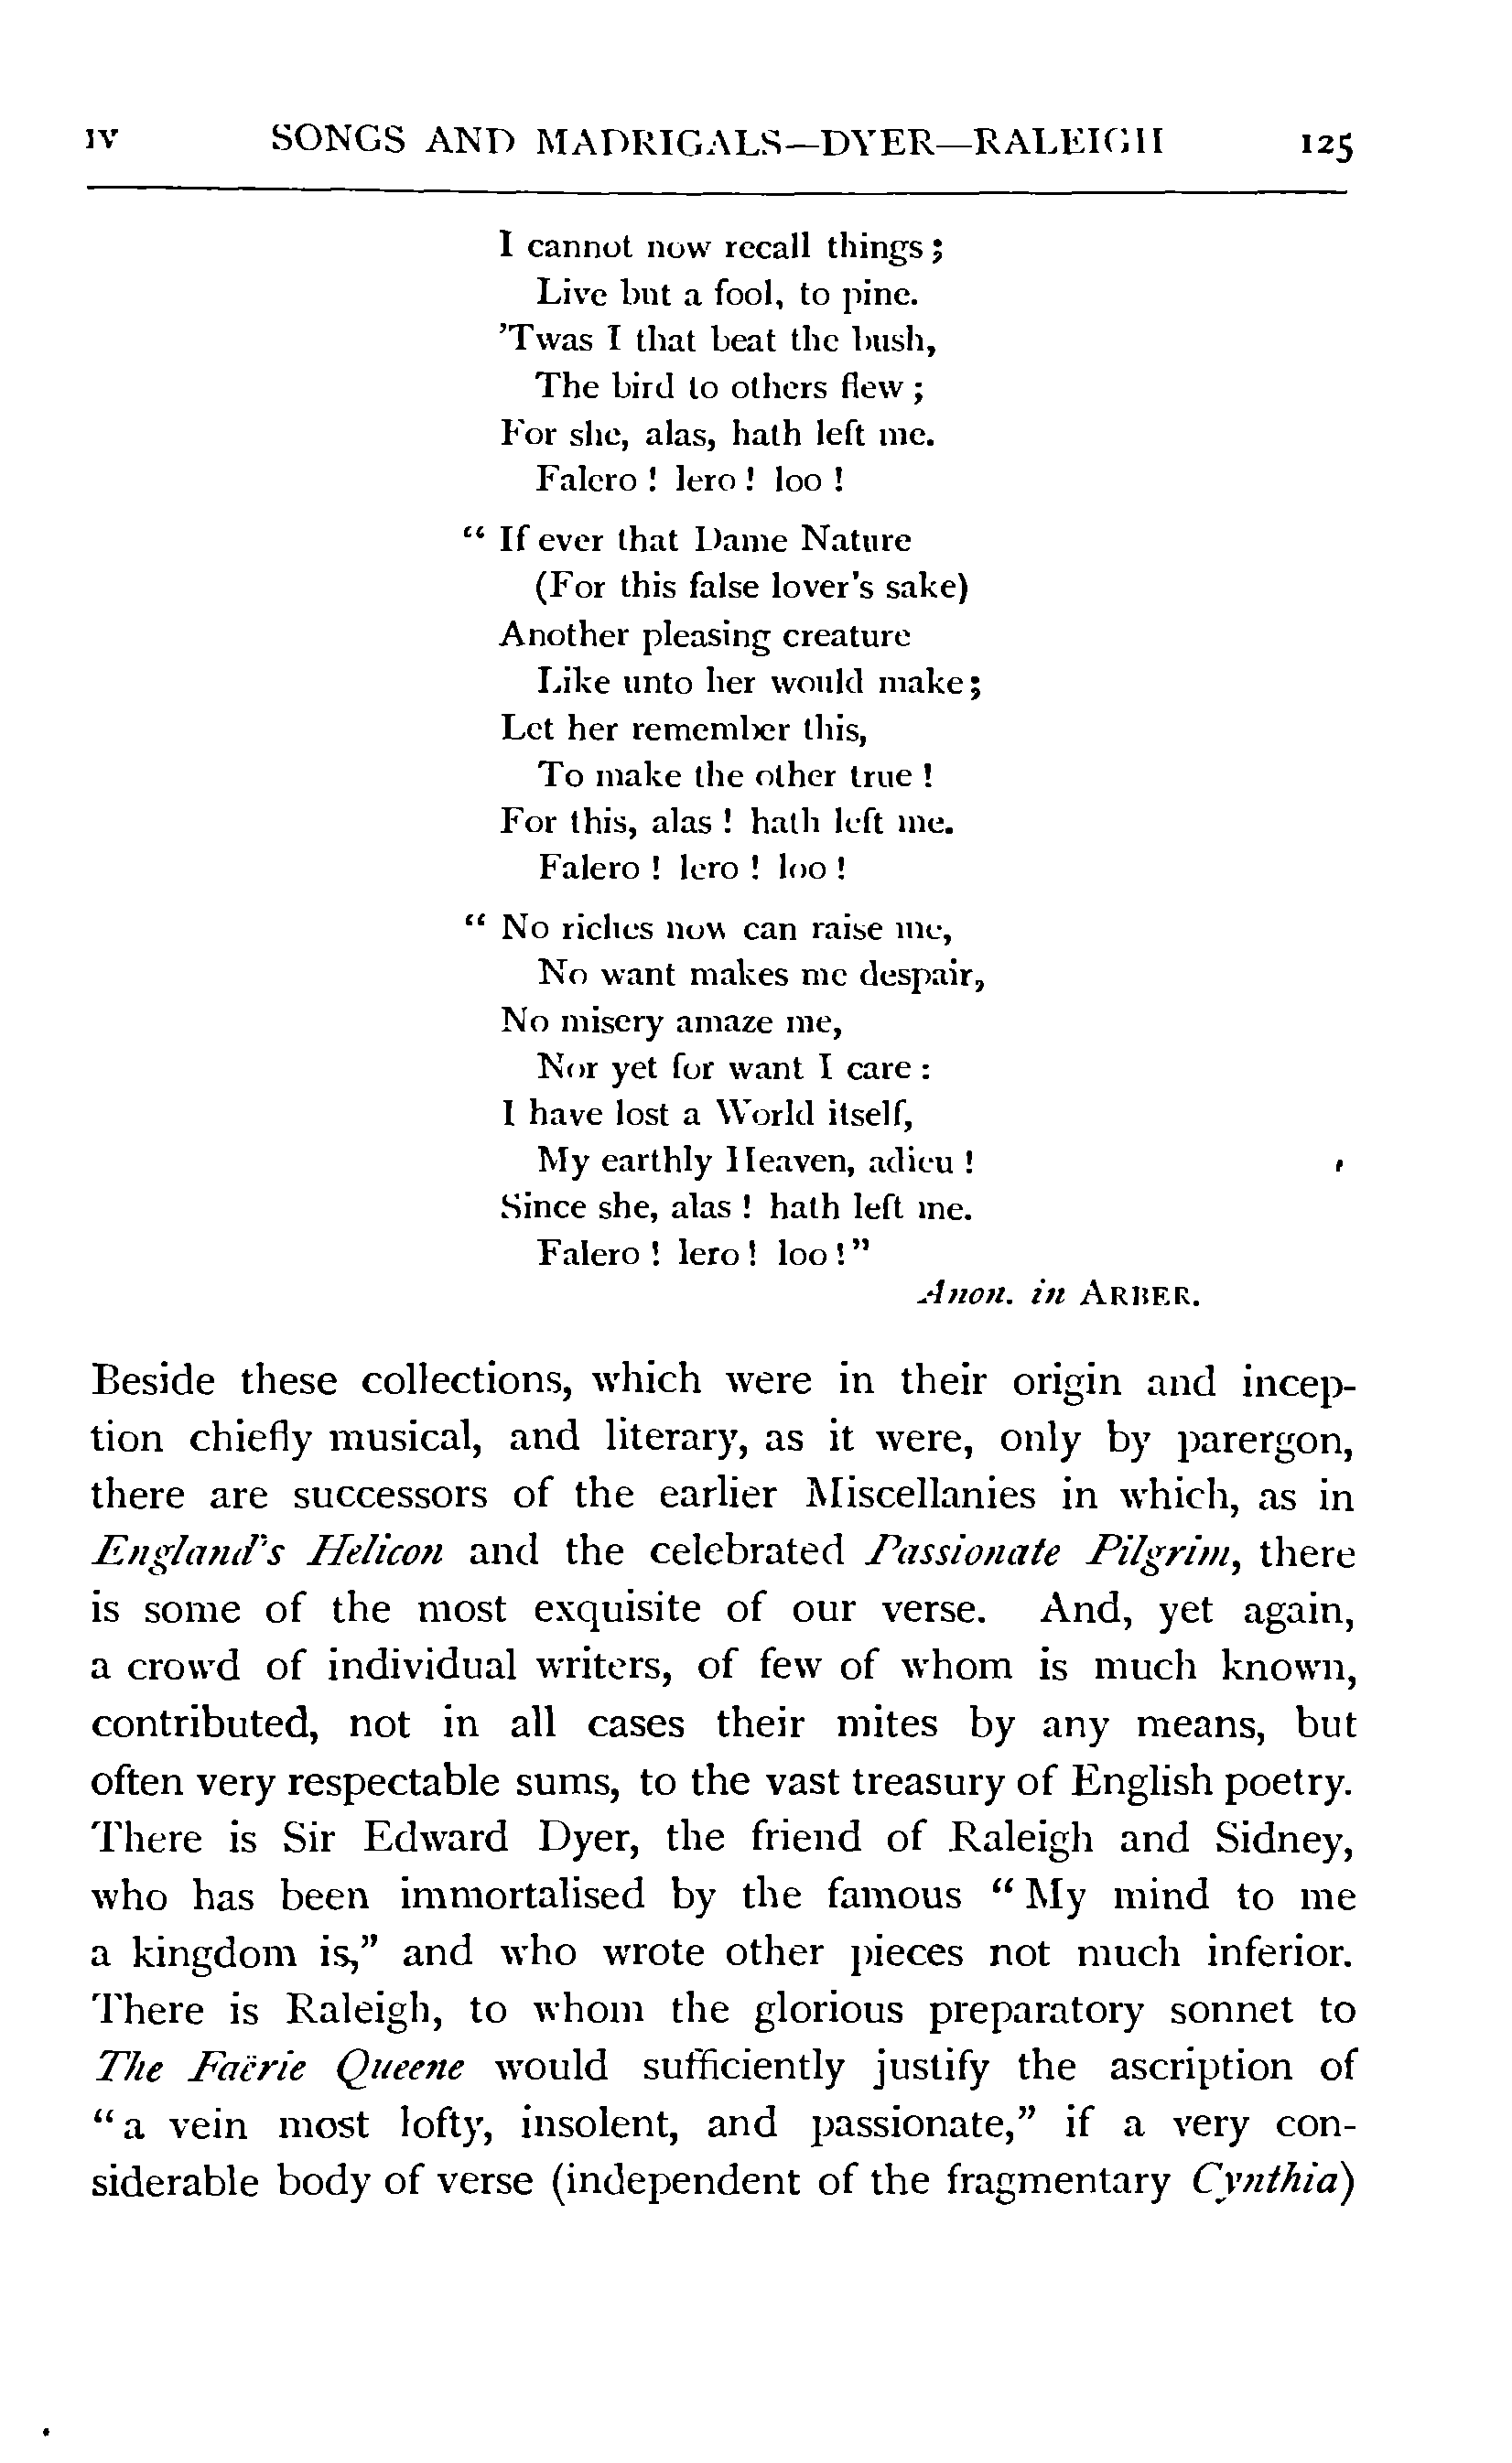 IV SONGS AND MADRIGALS—DYER—RALEIGH 125
I cannot now recall things;
Live but a fool, to pine.
’Twas I that beat the bush,
The bird to others flew;
For she, alas, hath left me.
Falero! lero! loo!
“If ever that Dame Nature
(For this false lover’s sake)
Another pleasing creature
Like unto her would make;
Let her remember this,
To make the other true!
For this, alas! hath left me.
Falero! lero! loo!
“No riches now can raise me,
No want makes me despair,
No misery amaze me,
Nor yet for want I care:
I have lost a World itself,
My earthly Heaven, adieu!
Since she, alas! hath left me.
Falero! lero! loo!”
Anon. in ARBER.
Beside these collections, which were in their origin and incep-
tion chiefly musical, and literary, as it were, only by parergon,
there are successors of the earlier Miscellanies in which, as in
England’s Helicon and the celebrated Passionate Pilgrim, there
is some of the most exquisite of our verse. And, yet again,
a crowd of individual writers, of few of whom is much known,
contributed, not in all cases their mites by any means, but
often very respectable sums, to the vast treasury of English poetry.
There is Sir Edward Dyer, the friend of Raleigh and Sidney,
who has been immortalised by the famous “My mind to me
a kingdom is,” and who wrote other pieces not much inferior.
There is Raleigh, to whom the glorious preparatory sonnet to
The Faërie Queene would sufficiently justify the ascription of
“a vein most lofty, insolent, and passionate,” if a very con-
siderable body of verse (independent of the fragmentary Cynthia)